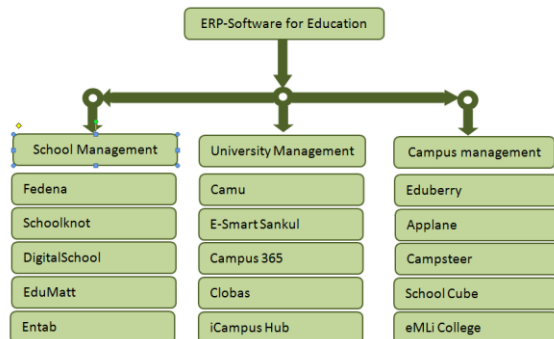 ERP-Software for Education
School Management
Fedena
Schoolknot
DigitalSchool
EduMatt
Entab
University Management
Camu
E-Smart Sankul
Campus 365
Clobas
iCampus Hub
Campus management
Eduberry
Applane
Campsteer
School Cube
eMLi College